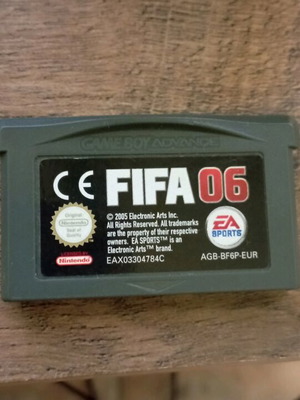 GAME BOY ADVANCE
CE FIFA 06
© 2005 Electronic Arts Inc.
All Rights Reserved. All trademarks
are the property of their respective
owners. EA SPORTS™ is an
Electronic Arts™ brand.
Original
Nintendo
Seal of
Quality
EA
SPORTS
Nintendo
EAX03304784C
AGB-BF6P-EUR